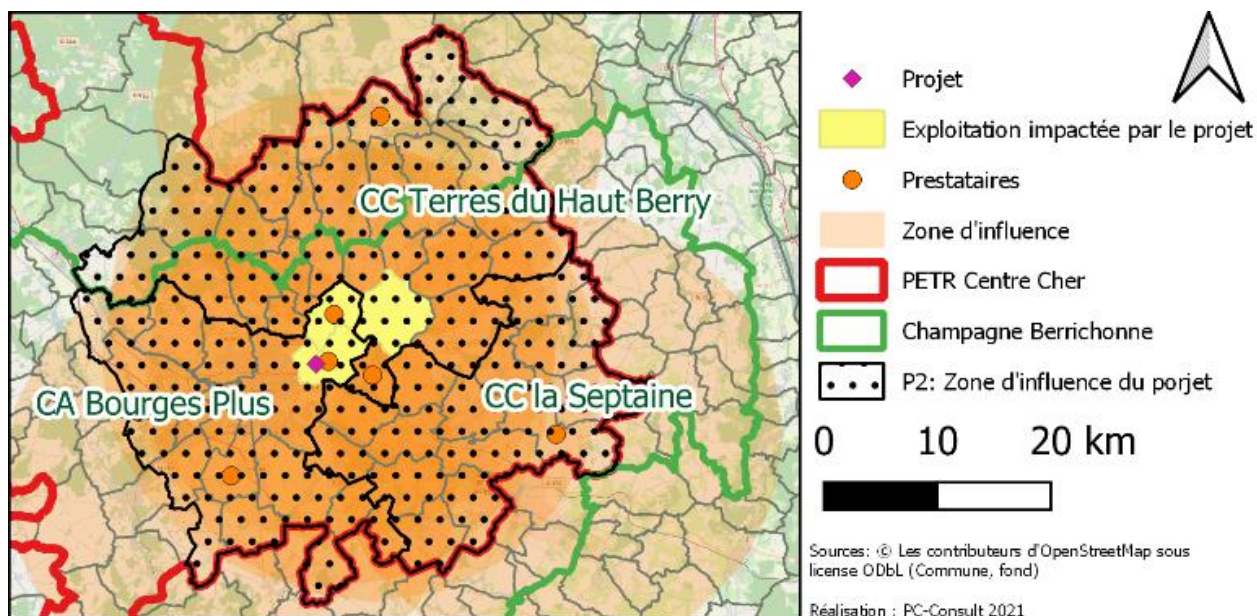 CC Terres du Haut Berry
CA Bourges Plus
CC la Septaine
Projet
Exploitation impactée par le projet
Prestataires
Zone d'influence
PETR Centre Cher
Champagne Berrichonne
P2: Zone d'influence du porjet
0 10 20 km
Sources: © Les contributeurs d'OpenStreetMap sous
license ODbL (Commune, fond)
Réalisation : PC-Consult 2021